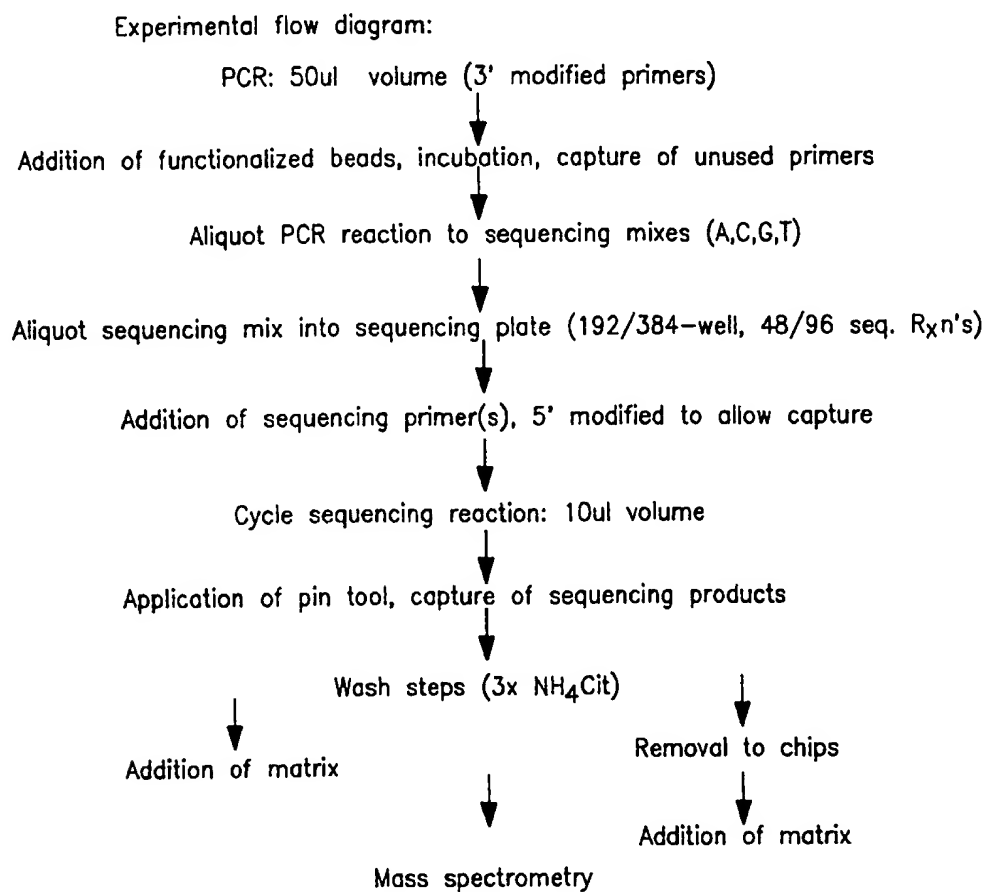 Experimental flow diagram:
PCR: 50ul volume (3' modified primers)
Addition of functionalized beads, incubation, capture of unused primers
Aliquot PCR reaction to sequencing mixes (A,C,G,T)
Aliquot sequencing mix into sequencing plate (192/384-well, 48/96 seq. RXn's)
Addition of sequencing primer(s), 5' modified to allow capture
Cycle sequencing reaction: 10ul volume
Application of pin tool, capture of sequencing products
Wash steps (3x NH4Cit)
Removal to chips
Addition of matrix
Addition of matrix
Mass spectrometry